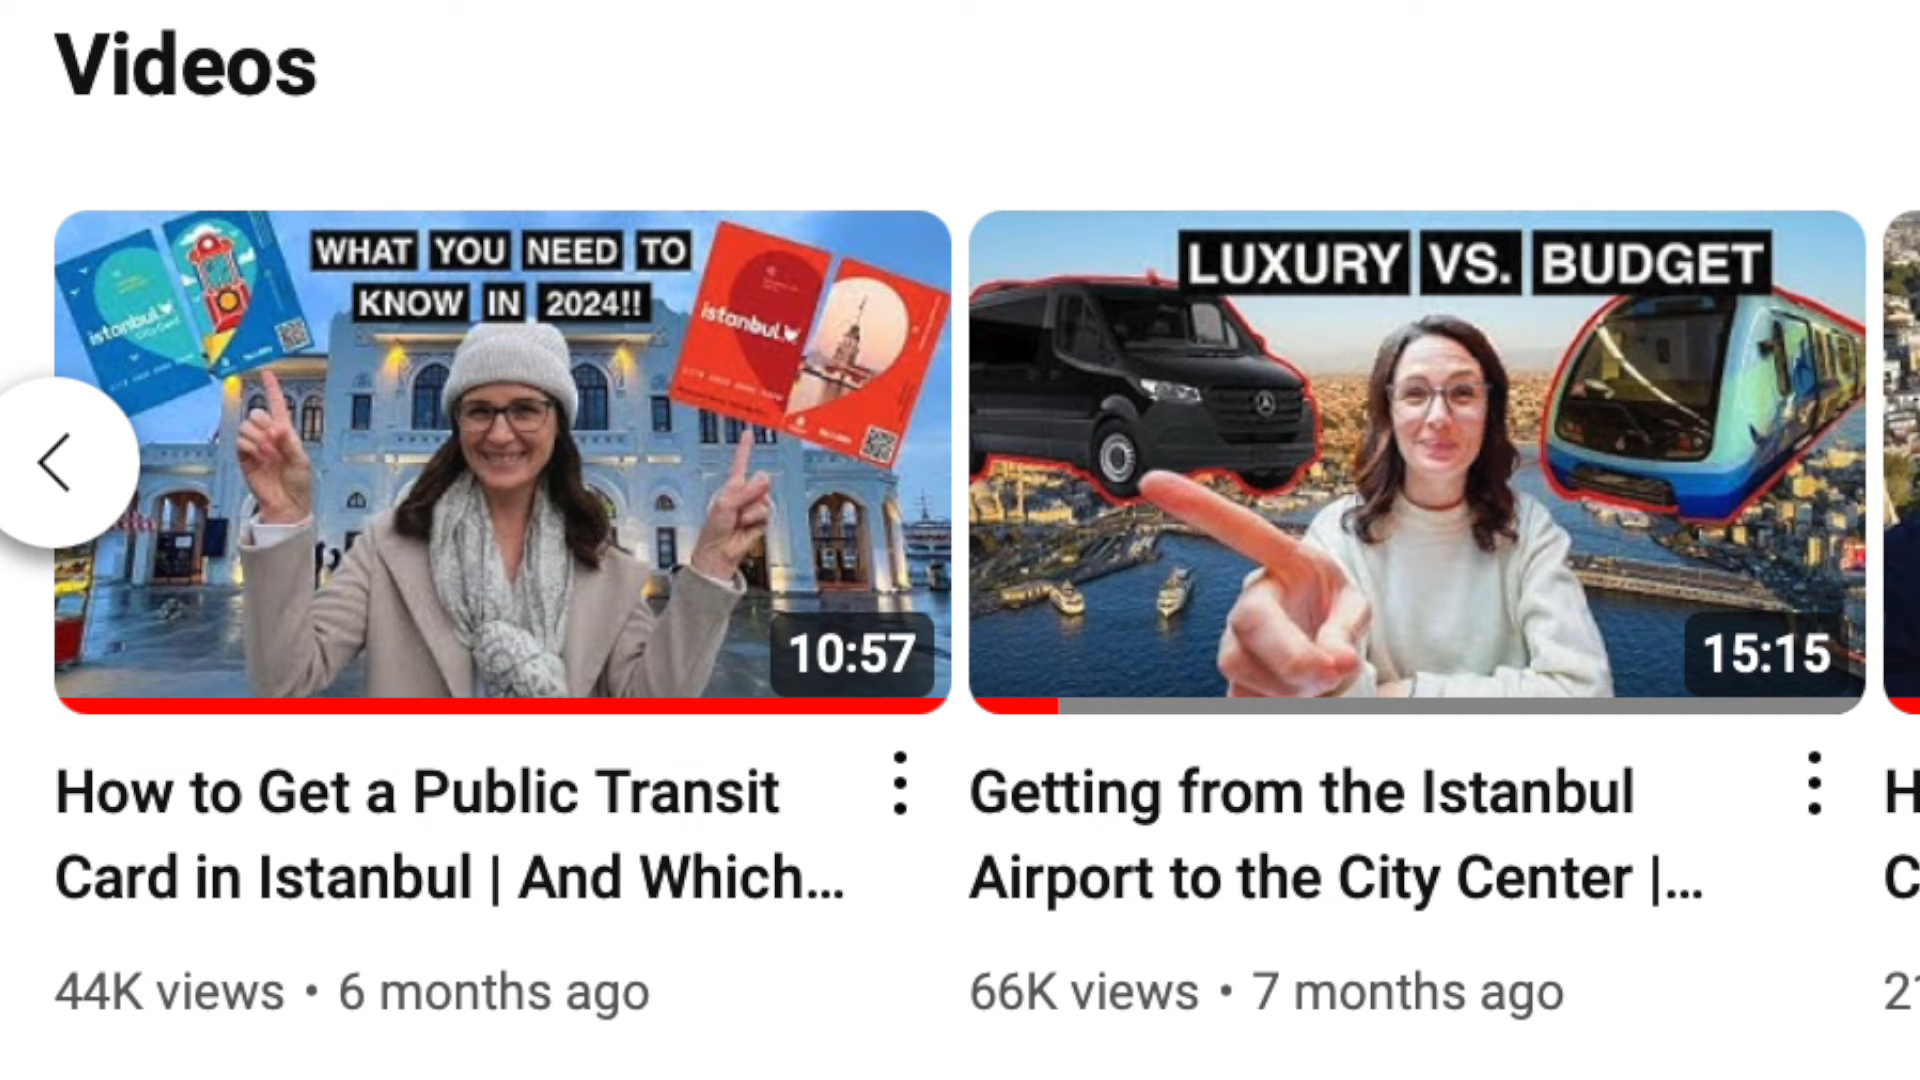 Videos
WHAT YOU NEED TO
KNOW IN 2024!!
istanbul
CityCard
istanbul
10:57
LUXURY VS. BUDGET
15:15
How to Get a Public Transit
Card in Istanbul | And Which...
44K views • 6 months ago
Getting from the Istanbul
Airport to the City Center |...
66K views • 7 months ago
H
C